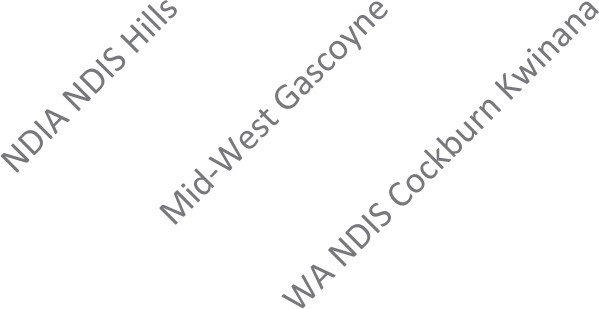 NDIA NDIS Hills
Mid-West Gascoyne
WA NDIS Cockburn Kwinana